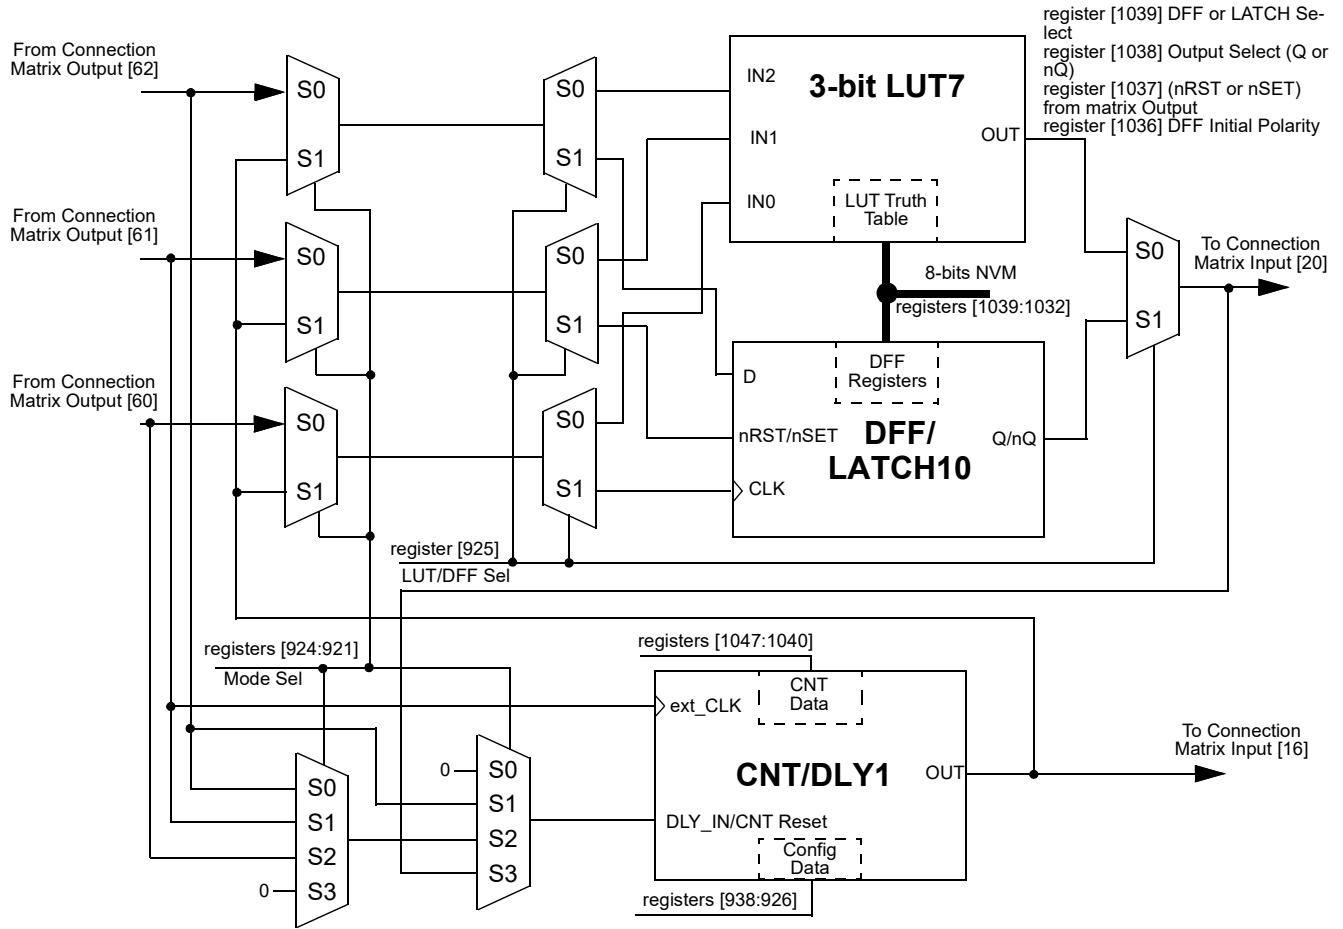 register [1039] DFF or LATCH Se-
lect
register [1038] Output Select (Q or
nQ)
register [1037] (nRST or nSET)
from matrix Output
register [1036] DFF Initial Polarity
From Connection
Matrix Output [62]
S0
S1
S0
S1
IN2
3-bit LUT7
IN1
OUT
IN0
LUT Truth
Table
From Connection
Matrix Output [61]
S0
S1
S0
S1
8-bits NVM
registers [1039:1032]
S0
S1
To Connection
Matrix Input [20]
From Connection
Matrix Output [60]
S0
S1
S0
S1
D
DFF
Registers
nRST/nSET
DFF/
LATCH10
Q/nQ
CLK
register [925]
LUT/DFF Sel
registers [924:921]
Mode Sel
registers [1047:1040]
ext_CLK
CNT
Data
CNT/DLY1
OUT
To Connection
Matrix Input [16]
DLY_IN/CNT Reset
Config
Data
registers [938:926]
0
S0
S1
S2
S3
S0
S1
S2
0
S3